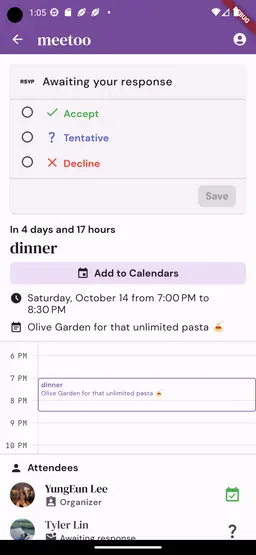 1:05
DEBUG
meetoo
RSVP Awaiting your response
Accept
? Tentative
Decline
Save
In 4 days and 17 hours
dinner
Add to Calendars
Saturday, October 14 from 7:00 PM to
8:30 PM
Olive Garden for that unlimited pasta 🍝
6 PM
7 PM
dinner
Olive Garden for that unlimited pasta 🍝
8 PM
9 PM
10 PM
Attendees
YungEun Lee
Organizer
Tyler Lin
Awaiting response
?